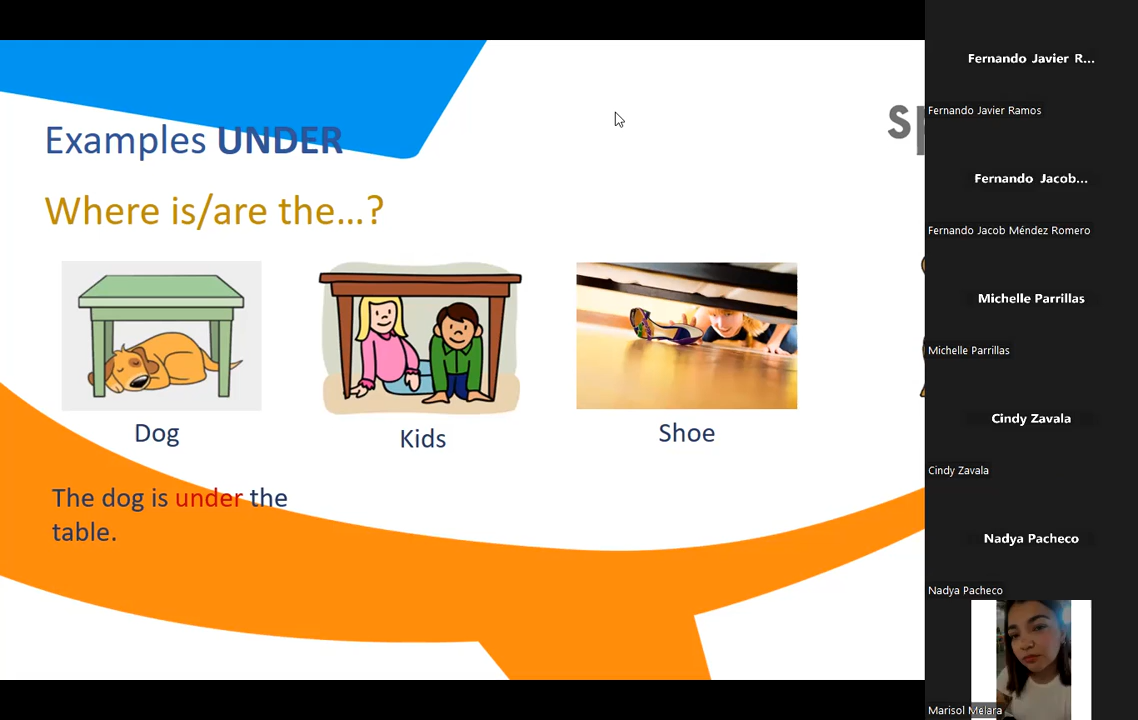 Examples UNDER
Where is/are the...?
Dog
Kids
Shoe
The dog is under the
table.
Fernando Javier R...
Fernando Javier Ramos
Fernando Jacob...
Fernando Jacob Méndez Romero
Michelle Parrillas
Michelle Parrillas
Cindy Zavala
Cindy Zavala
Nadya Pacheco
Nadya Pacheco
Marisol Melara